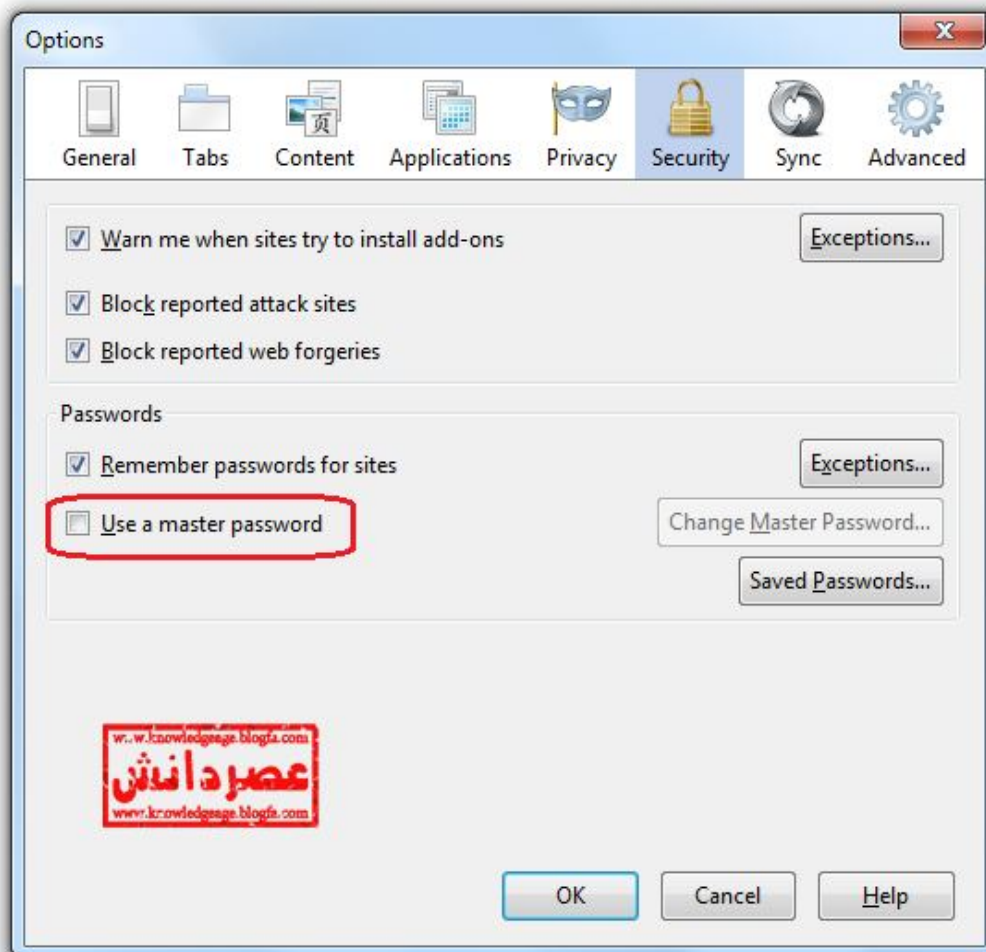 Options
General Tabs Content Applications Privacy Security Sync Advanced
Warn me when sites try to install add-ons Exceptions...
Block reported attack sites
Block reported web forgeries
Passwords
Remember passwords for sites Exceptions...
Use a master password Change Master Password...
Saved Passwords...
www.knowledgeage.blogfa.com
عصر دانش
www.knowledgeage.blogfa.com
OK Cancel Help